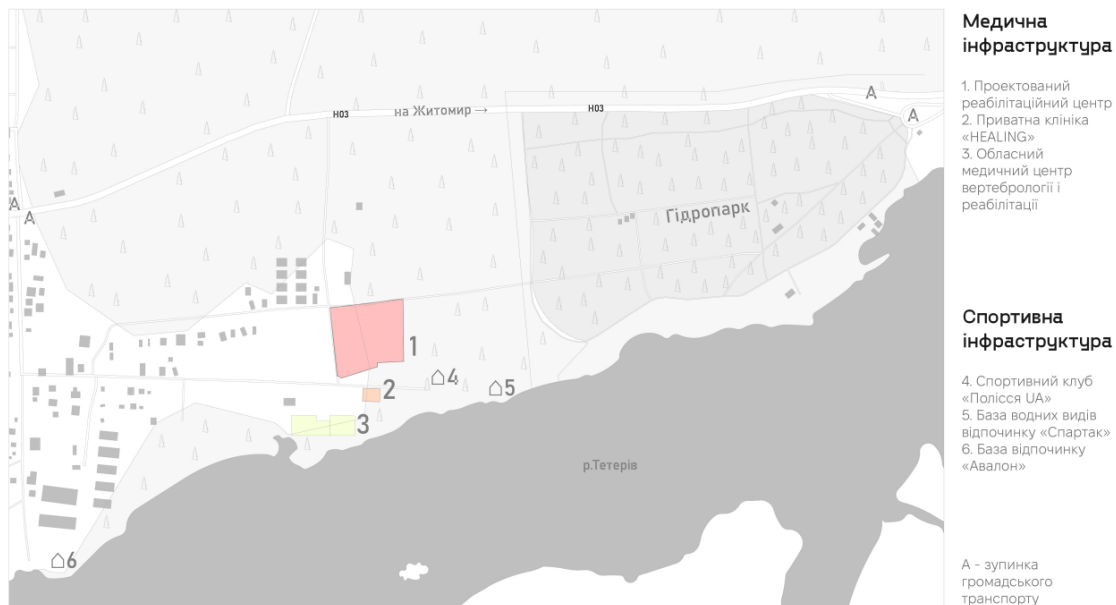 Медична
інфраструктура
1. Проектований
реабілітаційний центр
2. Приватна клініка
«HEALING»
3. Обласний
медичний центр
вертебрології і
реабілітації
Спортивна
інфраструктура
4. Спортивний клуб
«Полісся UA»
5. База водних видів
відпочинку «Спартак»
6. База відпочинку
«Авалон»
А - зупинка
громадського
транспорту
Н03
на Житомир →
Н03
А
А
А
А
Гідропарк
1
2
3
4
5
6
р.Тетерів